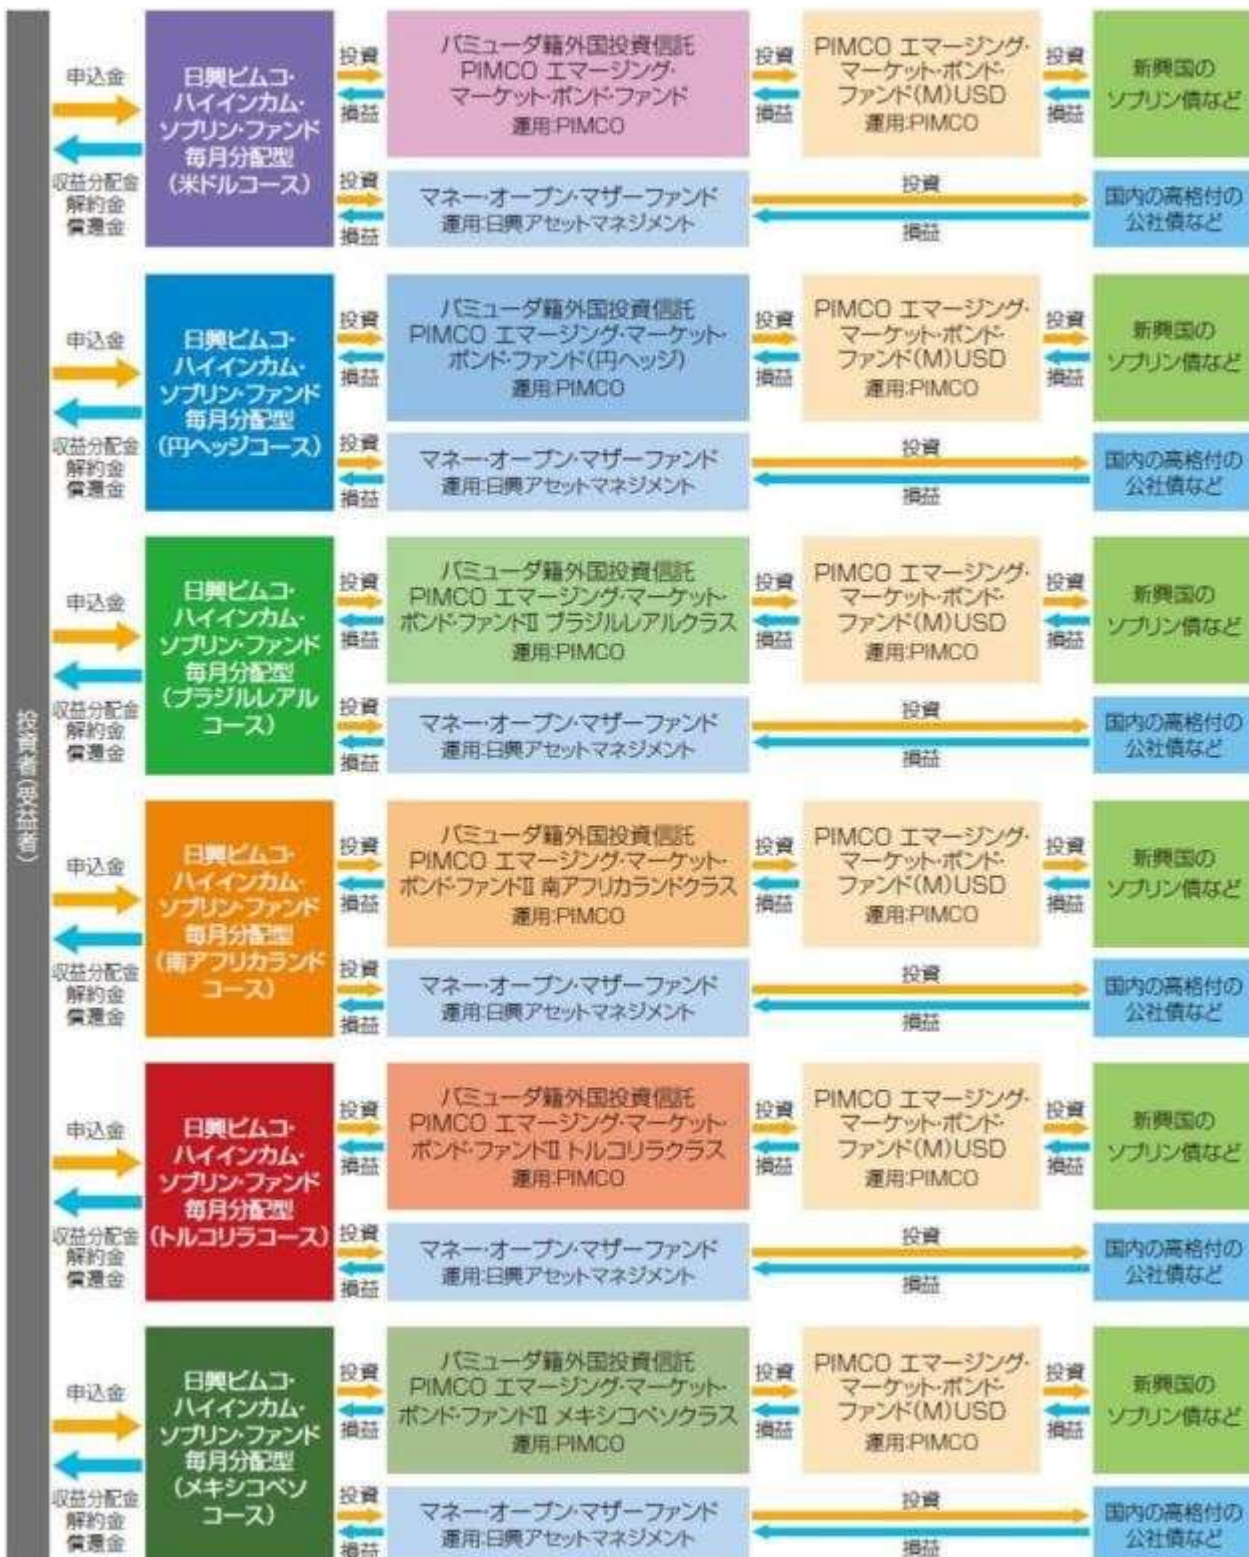 投資者(受益者)
申込金
収益分配金
解約金
償還金
日興ピムコ・
ハイインカム・
ソブリン・ファンド
毎月分配型
(米ドルコース)
投資
損益
バミューダ籍外国投資信託
PIMCO エマージング・
マーケット・ボンド・ファンド
運用:PIMCO
投資
損益
PIMCO エマージング・
マーケット・ボンド・
ファンド(M)USD
運用:PIMCO
投資
損益
新興国の
ソブリン債など
投資
損益
マネー・オープン・マザーファンド
運用:日興アセットマネジメント
投資
損益
国内の高格付の
公社債など
申込金
収益分配金
解約金
償還金
日興ピムコ・
ハイインカム・
ソブリン・ファンド
毎月分配型
(円ヘッジコース)
投資
損益
バミューダ籍外国投資信託
PIMCO エマージング・マーケット・
ボンド・ファンド(円ヘッジ)
運用:PIMCO
投資
損益
PIMCO エマージング・
マーケット・ボンド・
ファンド(M)USD
運用:PIMCO
投資
損益
新興国の
ソブリン債など
投資
損益
マネー・オープン・マザーファンド
運用:日興アセットマネジメント
投資
損益
国内の高格付の
公社債など
申込金
収益分配金
解約金
償還金
日興ピムコ・
ハイインカム・
ソブリン・ファンド
毎月分配型
(ブラジルレアル
コース)
投資
損益
バミューダ籍外国投資信託
PIMCO エマージング・マーケット・
ボンド・ファンドⅡ ブラジルレアルクラス
運用:PIMCO
投資
損益
PIMCO エマージング・
マーケット・ボンド・
ファンド(M)USD
運用:PIMCO
投資
損益
新興国の
ソブリン債など
投資
損益
マネー・オープン・マザーファンド
運用:日興アセットマネジメント
投資
損益
国内の高格付の
公社債など
申込金
収益分配金
解約金
償還金
日興ピムコ・
ハイインカム・
ソブリン・ファンド
毎月分配型
(南アフリカランド
コース)
投資
損益
バミューダ籍外国投資信託
PIMCO エマージング・マーケット・
ボンド・ファンドⅡ 南アフリカランドクラス
運用:PIMCO
投資
損益
PIMCO エマージング・
マーケット・ボンド・
ファンド(M)USD
運用:PIMCO
投資
損益
新興国の
ソブリン債など
投資
損益
マネー・オープン・マザーファンド
運用:日興アセットマネジメント
投資
損益
国内の高格付の
公社債など
申込金
収益分配金
解約金
償還金
日興ピムコ・
ハイインカム・
ソブリン・ファンド
毎月分配型
(トルコリラコース)
投資
損益
バミューダ籍外国投資信託
PIMCO エマージング・マーケット・
ボンド・ファンドⅡ トルコリラクラス
運用:PIMCO
投資
損益
PIMCO エマージング・
マーケット・ボンド・
ファンド(M)USD
運用:PIMCO
投資
損益
新興国の
ソブリン債など
投資
損益
マネー・オープン・マザーファンド
運用:日興アセットマネジメント
投資
損益
国内の高格付の
公社債など
申込金
収益分配金
解約金
償還金
日興ピムコ・
ハイインカム・
ソブリン・ファンド
毎月分配型
(メキシコペソ
コース)
投資
損益
バミューダ籍外国投資信託
PIMCO エマージング・マーケット・
ボンド・ファンドⅡ メキシコペソクラス
運用:PIMCO
投資
損益
PIMCO エマージング・
マーケット・ボンド・
ファンド(M)USD
運用:PIMCO
投資
損益
新興国の
ソブリン債など
投資
損益
マネー・オープン・マザーファンド
運用:日興アセットマネジメント
投資
損益
国内の高格付の
公社債など